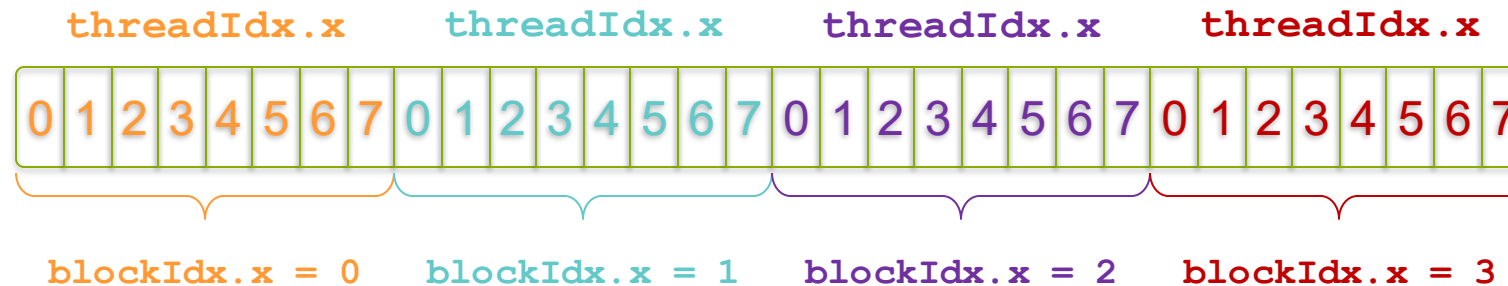 threadIdx.x threadIdx.x threadIdx.x threadIdx.x
0 1 2 3 4 5 6 7 0 1 2 3 4 5 6 7 0 1 2 3 4 5 6 7 0 1 2 3 4 5 6 7
blockIdx.x = 0 blockIdx.x = 1 blockIdx.x = 2 blockIdx.x = 3